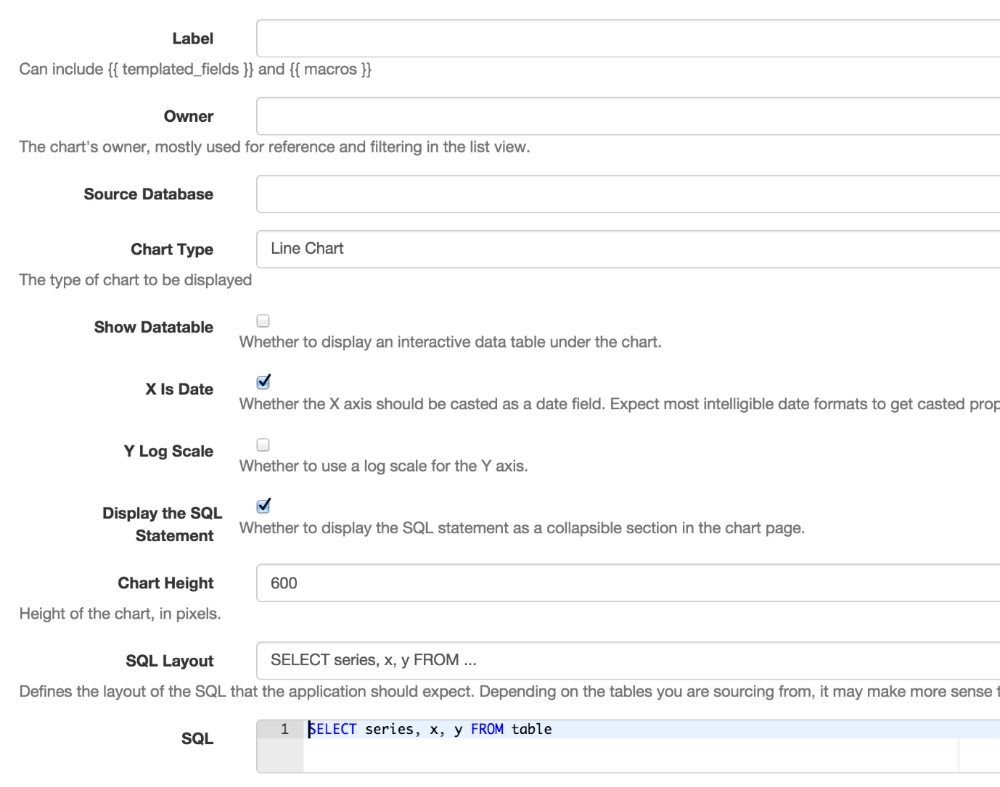 Label
Can include {{ templated_fields }} and {{ macros }}
Owner
The chart's owner, mostly used for reference and filtering in the list view.
Source Database
Chart Type
Line Chart
The type of chart to be displayed
Show Datatable
Whether to display an interactive data table under the chart.
X Is Date
Whether the X axis should be casted as a date field. Expect most intelligible date formats to get casted prop
Y Log Scale
Whether to use a log scale for the Y axis.
Display the SQL
Statement
Whether to display the SQL statement as a collapsible section in the chart page.
Chart Height
600
Height of the chart, in pixels.
SQL Layout
SELECT series, x, y FROM ...
Defines the layout of the SQL that the application should expect. Depending on the tables you are sourcing from, it may make more sense t
SQL
1 SELECT series, x, y FROM table